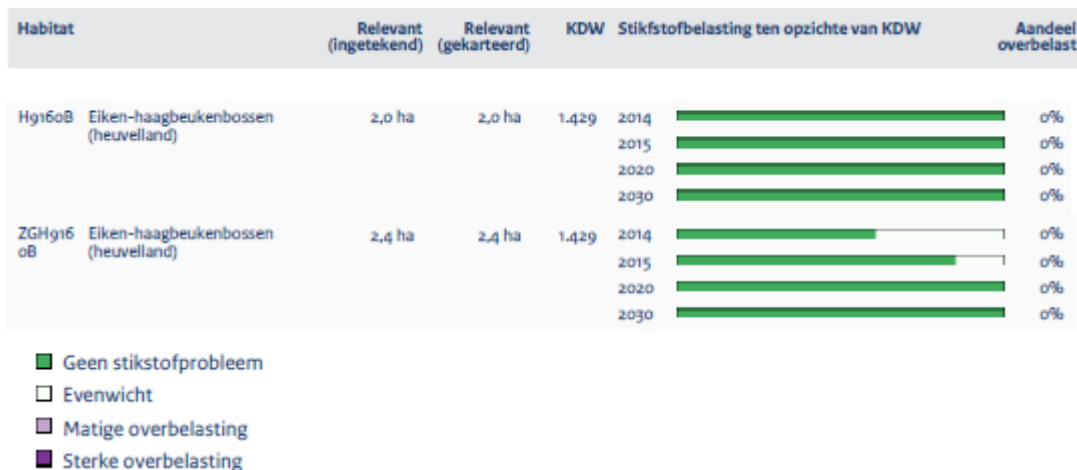 Habitat Relevant (ingetekend) Relevant (gekarteerd) KDW Stikfstofbelasting ten opzichte van KDW Aandeel overbelast
H9160B Eiken-haagbeukenbossen (heuvelland) 2,0 ha 2,0 ha 1.429 2014 0%
2015 0%
2020 0%
2030 0%
ZGH9160B Eiken-haagbeukenbossen (heuvelland) 2,4 ha 2,4 ha 1.429 2014 0%
2015 0%
2020 0%
2030 0%
Geen stikstofprobleem
Evenwicht
Matige overbelasting
Sterke overbelasting